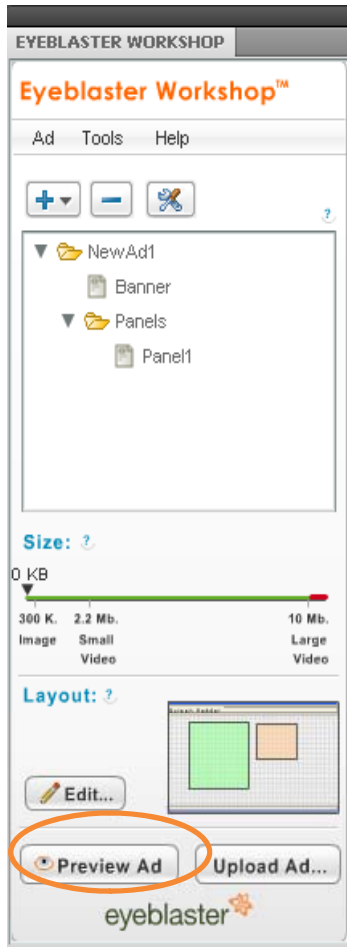 EYEBLASTER WORKSHOP
Eyeblaster Workshop™
Ad Tools Help
?
NewAd1
Banner
Panels
Panel1
Size: ?
0 KB
300 K. 2.2 Mb. 10 Mb.
Image Small Large
Video Video
Layout: ?
Edit...
Preview Ad Upload Ad...
eyeblaster